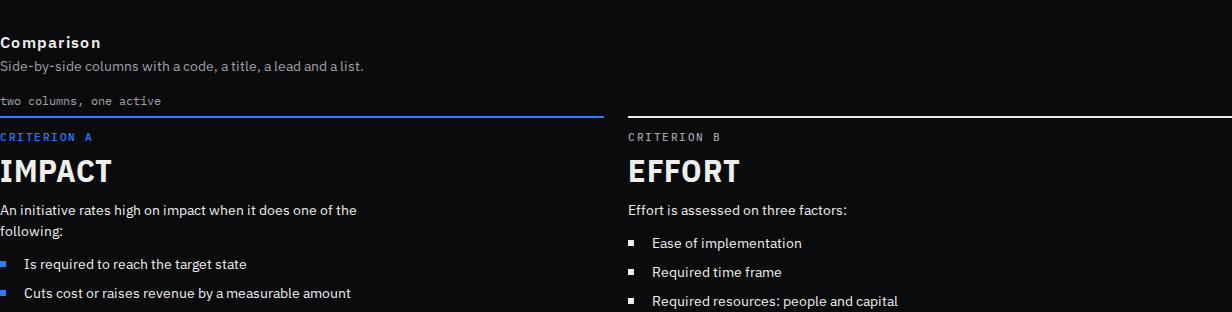 Comparison
Side-by-side columns with a code, a title, a lead and a list.
two columns, one active
CRITERION A
IMPACT
An initiative rates high on impact when it does one of the
following:
Is required to reach the target state
Cuts cost or raises revenue by a measurable amount
CRITERION B
EFFORT
Effort is assessed on three factors:
Ease of implementation
Required time frame
Required resources: people and capital